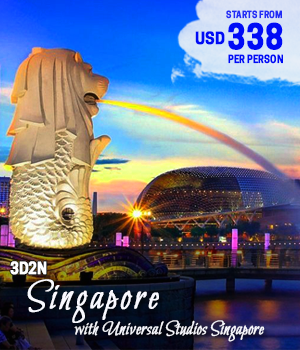 STARTS FROM
USD 338
PER PERSON
3D2N
Singapore
with Universal Studios Singapore